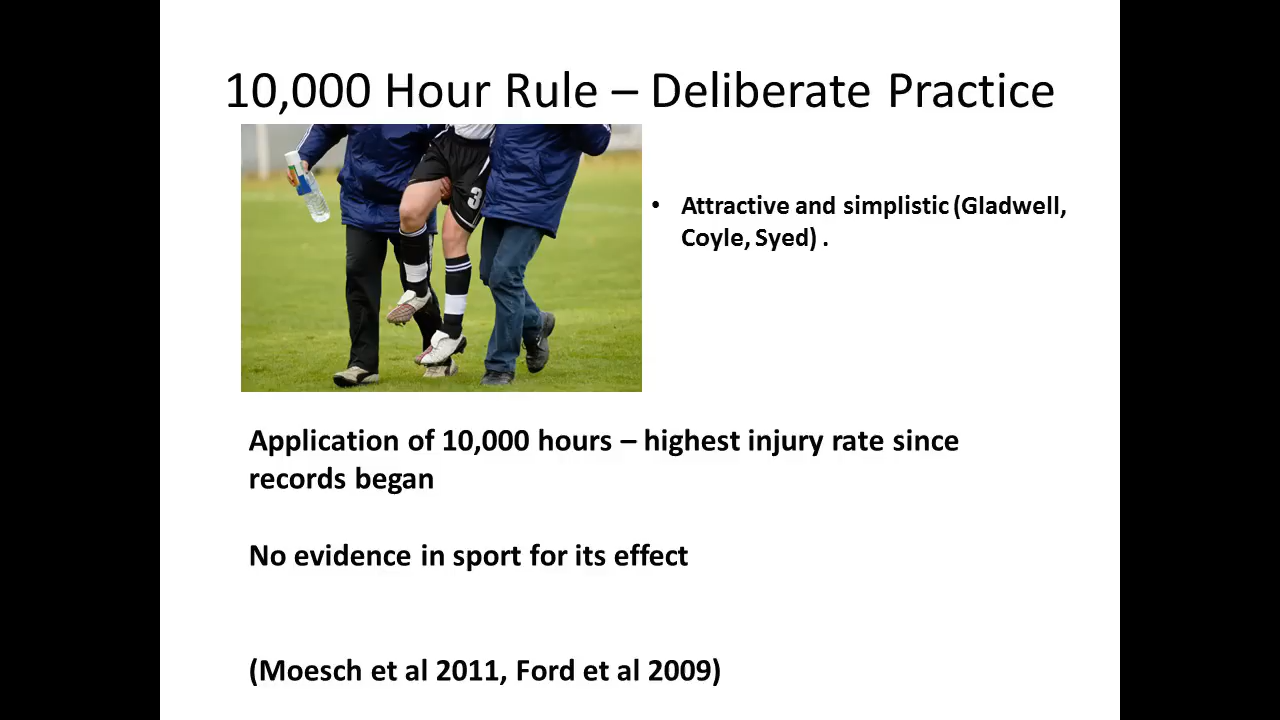 10,000 Hour Rule – Deliberate Practice
3
• Attractive and simplistic (Gladwell,
Coyle, Syed) .
Application of 10,000 hours – highest injury rate since
records began
No evidence in sport for its effect
(Moesch et al 2011, Ford et al 2009)